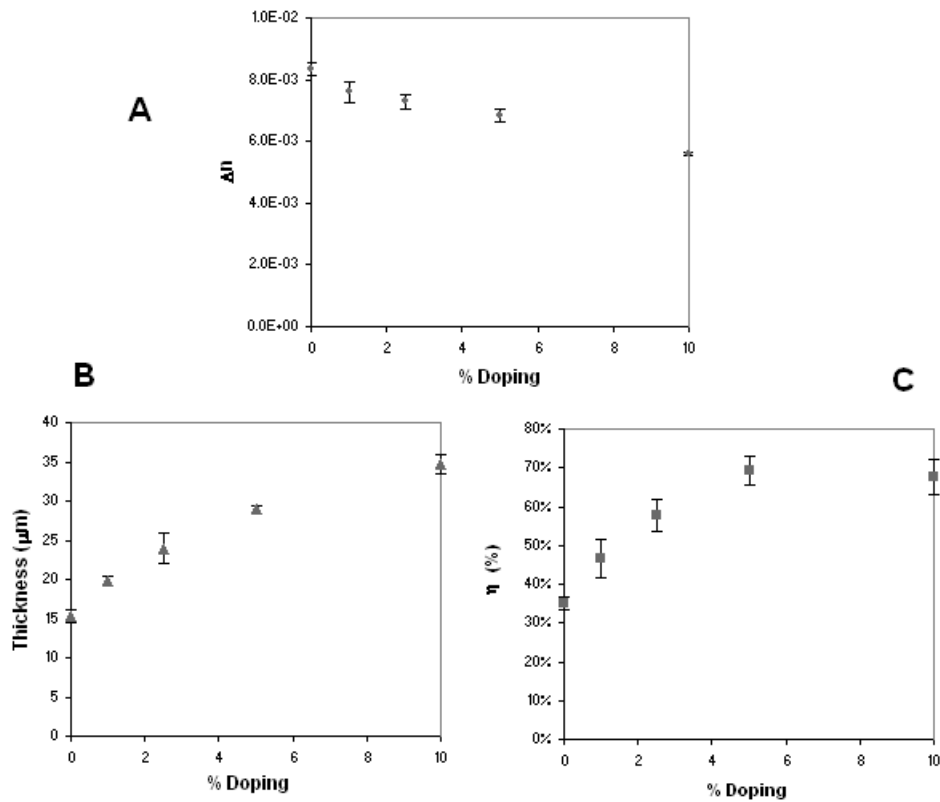 A
Δn
1.0E-02
8.0E-03
6.0E-03
4.0E-03
2.0E-03
0.0E+00
0 2 4 6 8 10
% Doping
B
Thickness (μm)
40
35
30
25
20
15
10
5
0
0 2 4 6 8 10
% Doping
C
η (%)
80%
70%
60%
50%
40%
30%
20%
10%
0%
0 2 4 6 8 10
% Doping